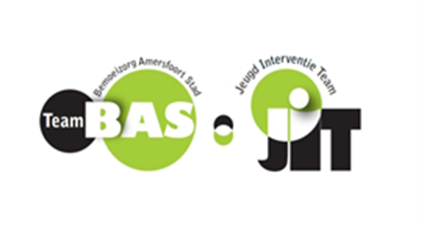 Bemoeizorg Amersfoort Stad
Team BAS
Jeugd Interventie Team
JIT